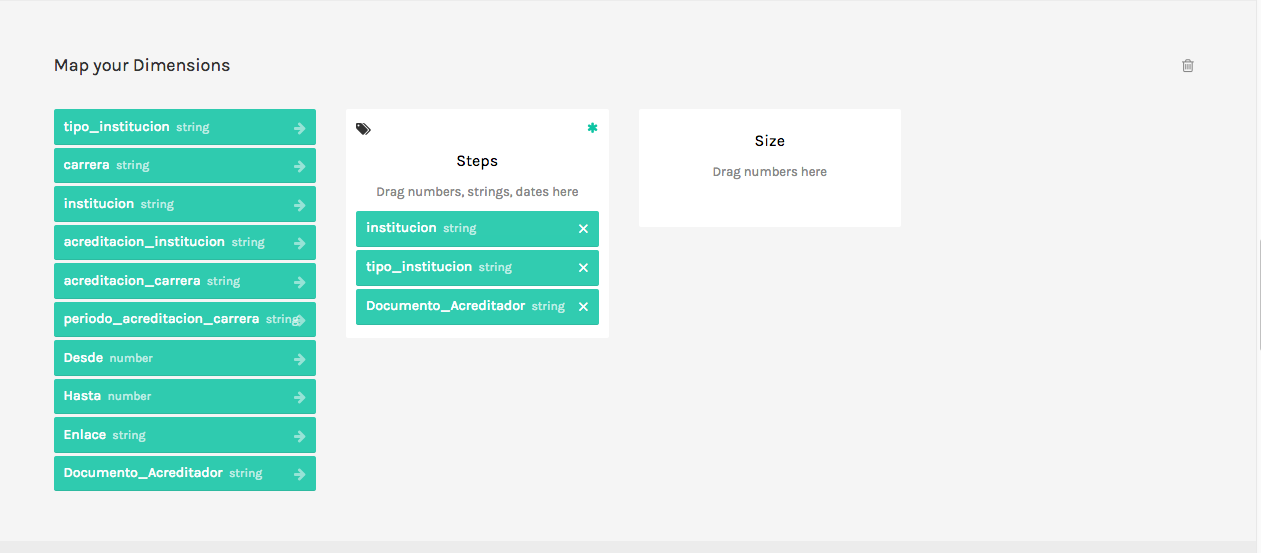 Map your Dimensions
tipo_institucion string
carrera string
institucion string
acreditacion_institucion string
acreditacion_carrera string
periodo_acreditacion_carrera string
Desde number
Hasta number
Enlace string
Documento_Acreditador string
Steps
Drag numbers, strings, dates here
institucion string
tipo_institucion string
Documento_Acreditador string
Size
Drag numbers here